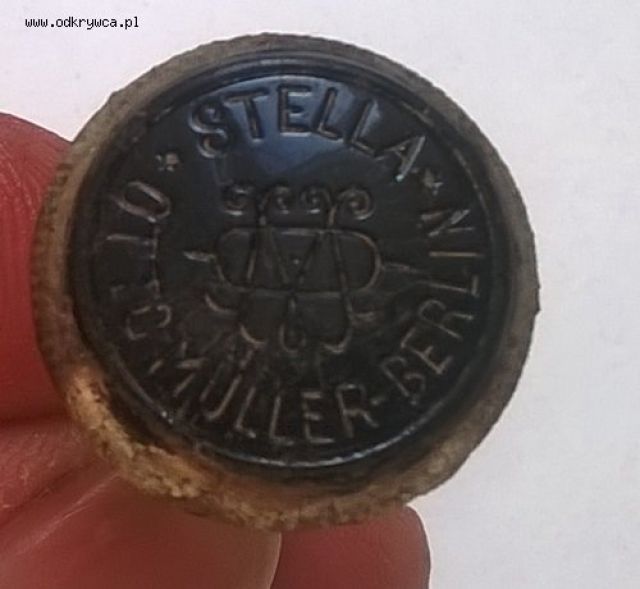 www.odkrywca.pl
* STELLA *
OTTO MÜLLER-BERLIN